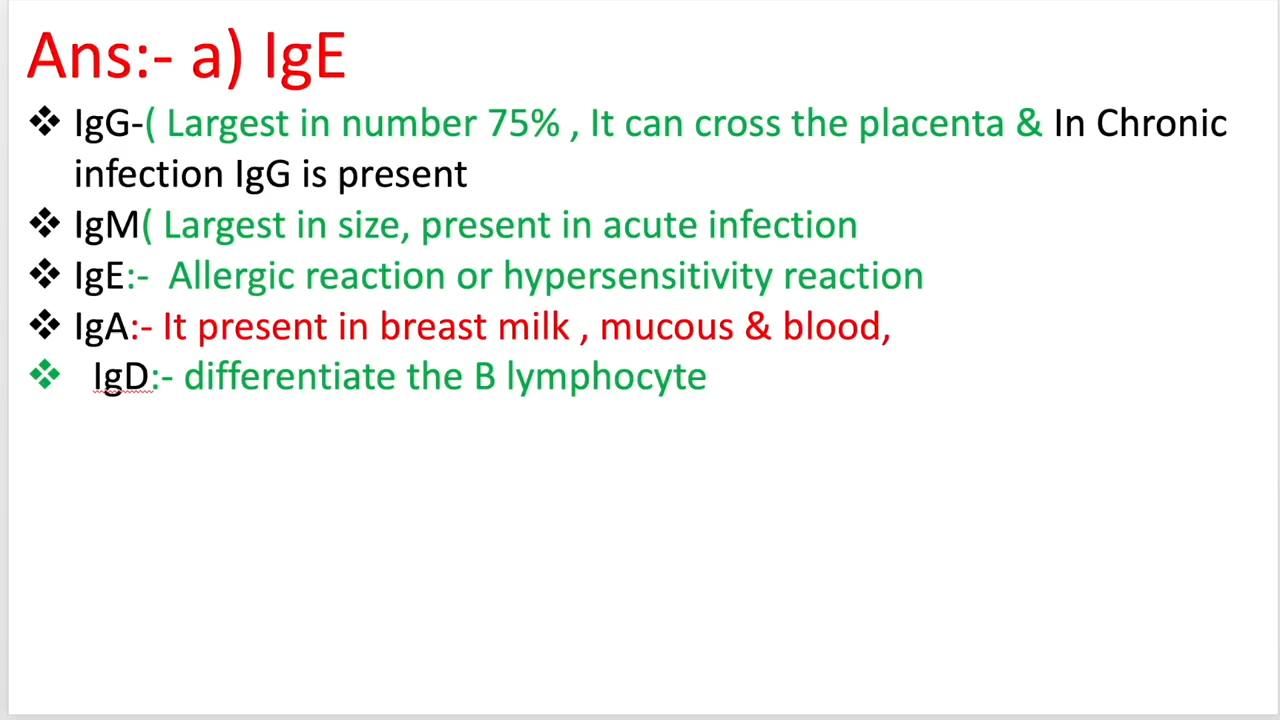 Ans:- a) IgE
❖ IgG-( Largest in number 75% , It can cross the placenta & In Chronic
infection IgG is present
❖ IgM( Largest in size, present in acute infection
❖ IgE:- Allergic reaction or hypersensitivity reaction
❖ IgA:- It present in breast milk , mucous & blood,
❖ IgD:- differentiate the B lymphocyte